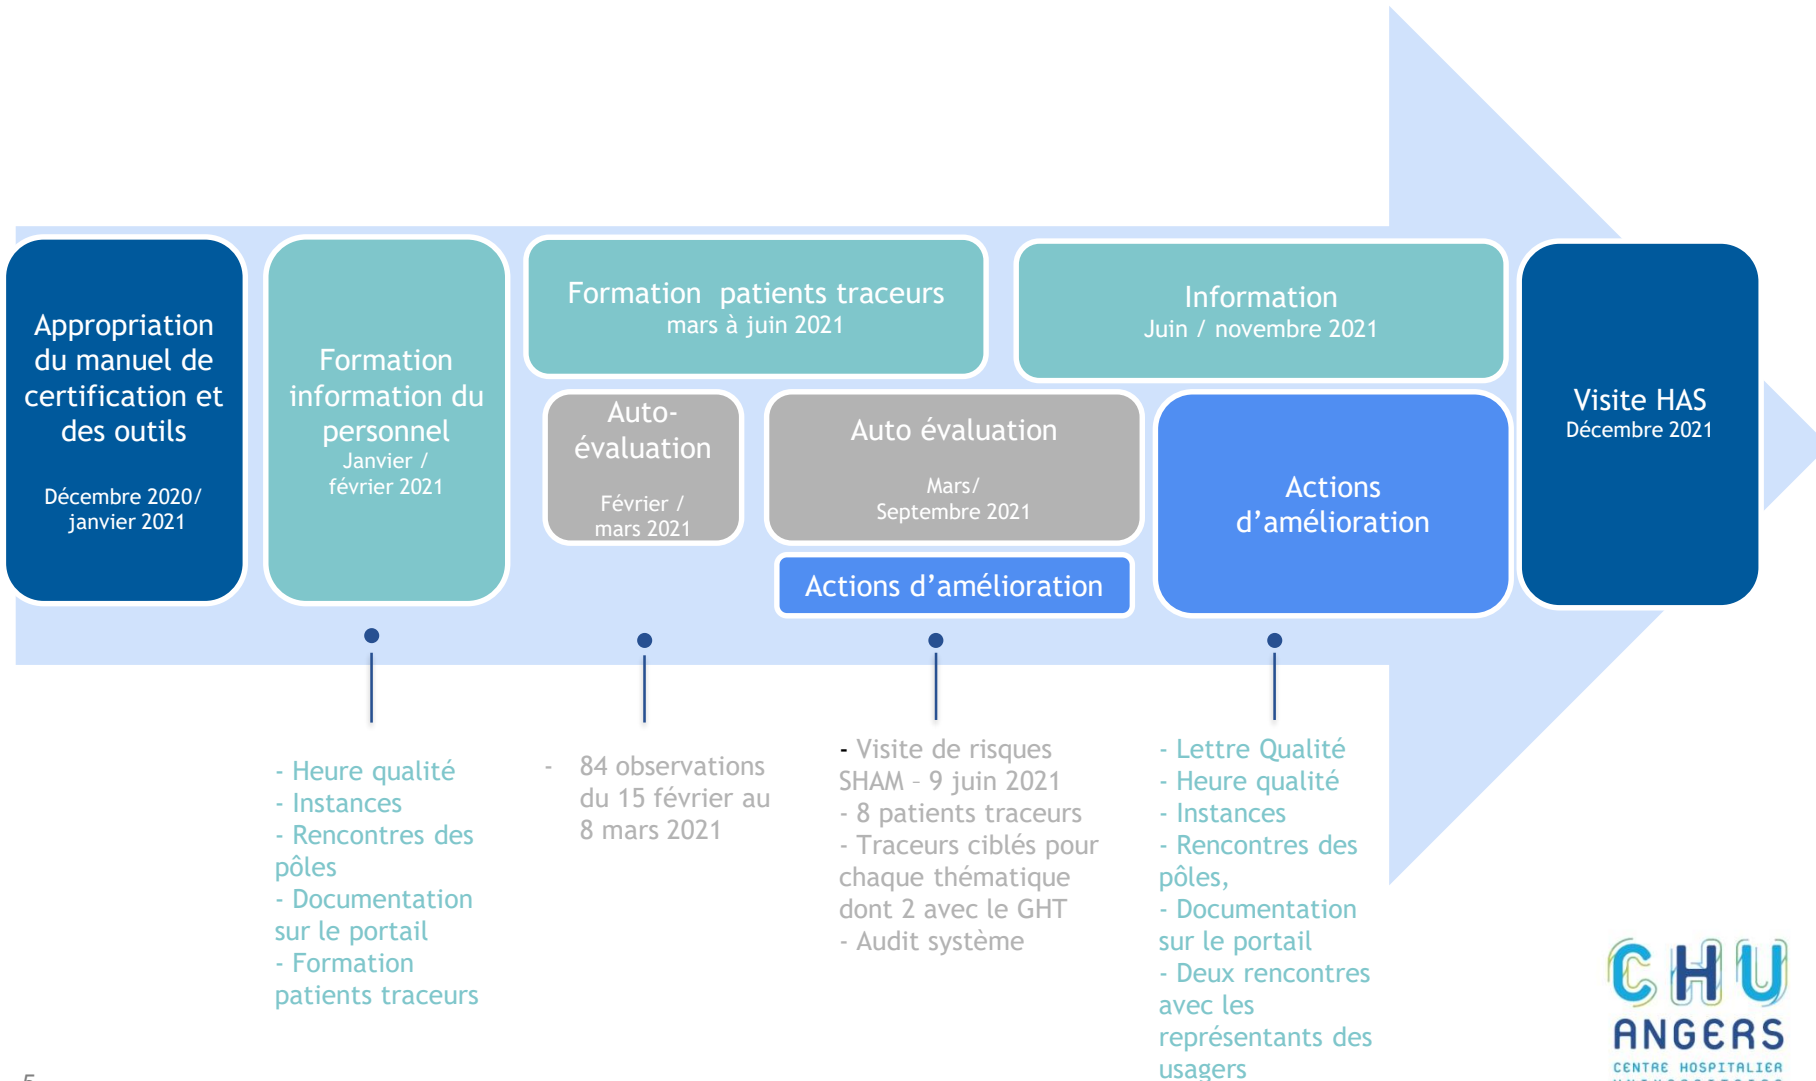 Appropriation
du manuel de
certification et
des outils
Décembre 2020/
janvier 2021
Formation
information du
personnel
Janvier /
février 2021
Formation patients traceurs
mars à juin 2021
Information
Juin / novembre 2021
Auto-
évaluation
Février /
mars 2021
Auto évaluation
Mars/
Septembre 2021
Actions d’amélioration
Actions
d’amélioration
Visite HAS
Décembre 2021
- Heure qualité
- Instances
- Rencontres des
pôles
- Documentation
sur le portail
- Formation
patients traceurs
- 84 observations
du 15 février au
8 mars 2021
- Visite de risques
SHAM – 9 juin 2021
- 8 patients traceurs
- Traceurs ciblés pour
chaque thématique
dont 2 avec le GHT
- Audit système
- Lettre Qualité
- Heure qualité
- Instances
- Rencontres des
pôles,
- Documentation
sur le portail
- Deux rencontres
avec les
représentants des
usagers
CHU
ANGERS
CENTRE HOSPITALIER